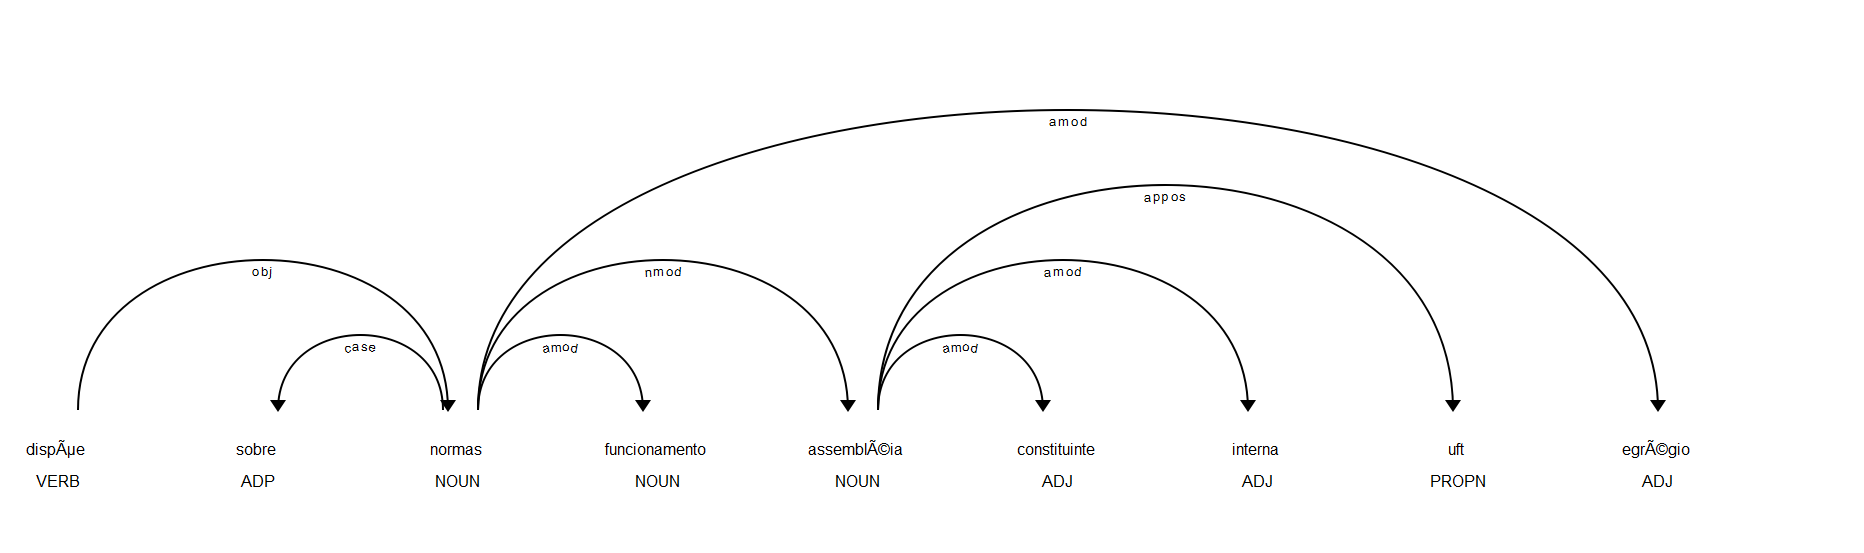 amod
appos
obj nmod amod
case amod amod
dispÃµe sobre normas funcionamento assemblÃ©ia constituinte interna uft egrÃ©gio
VERB ADP NOUN NOUN NOUN ADJ ADJ PROPN ADJ